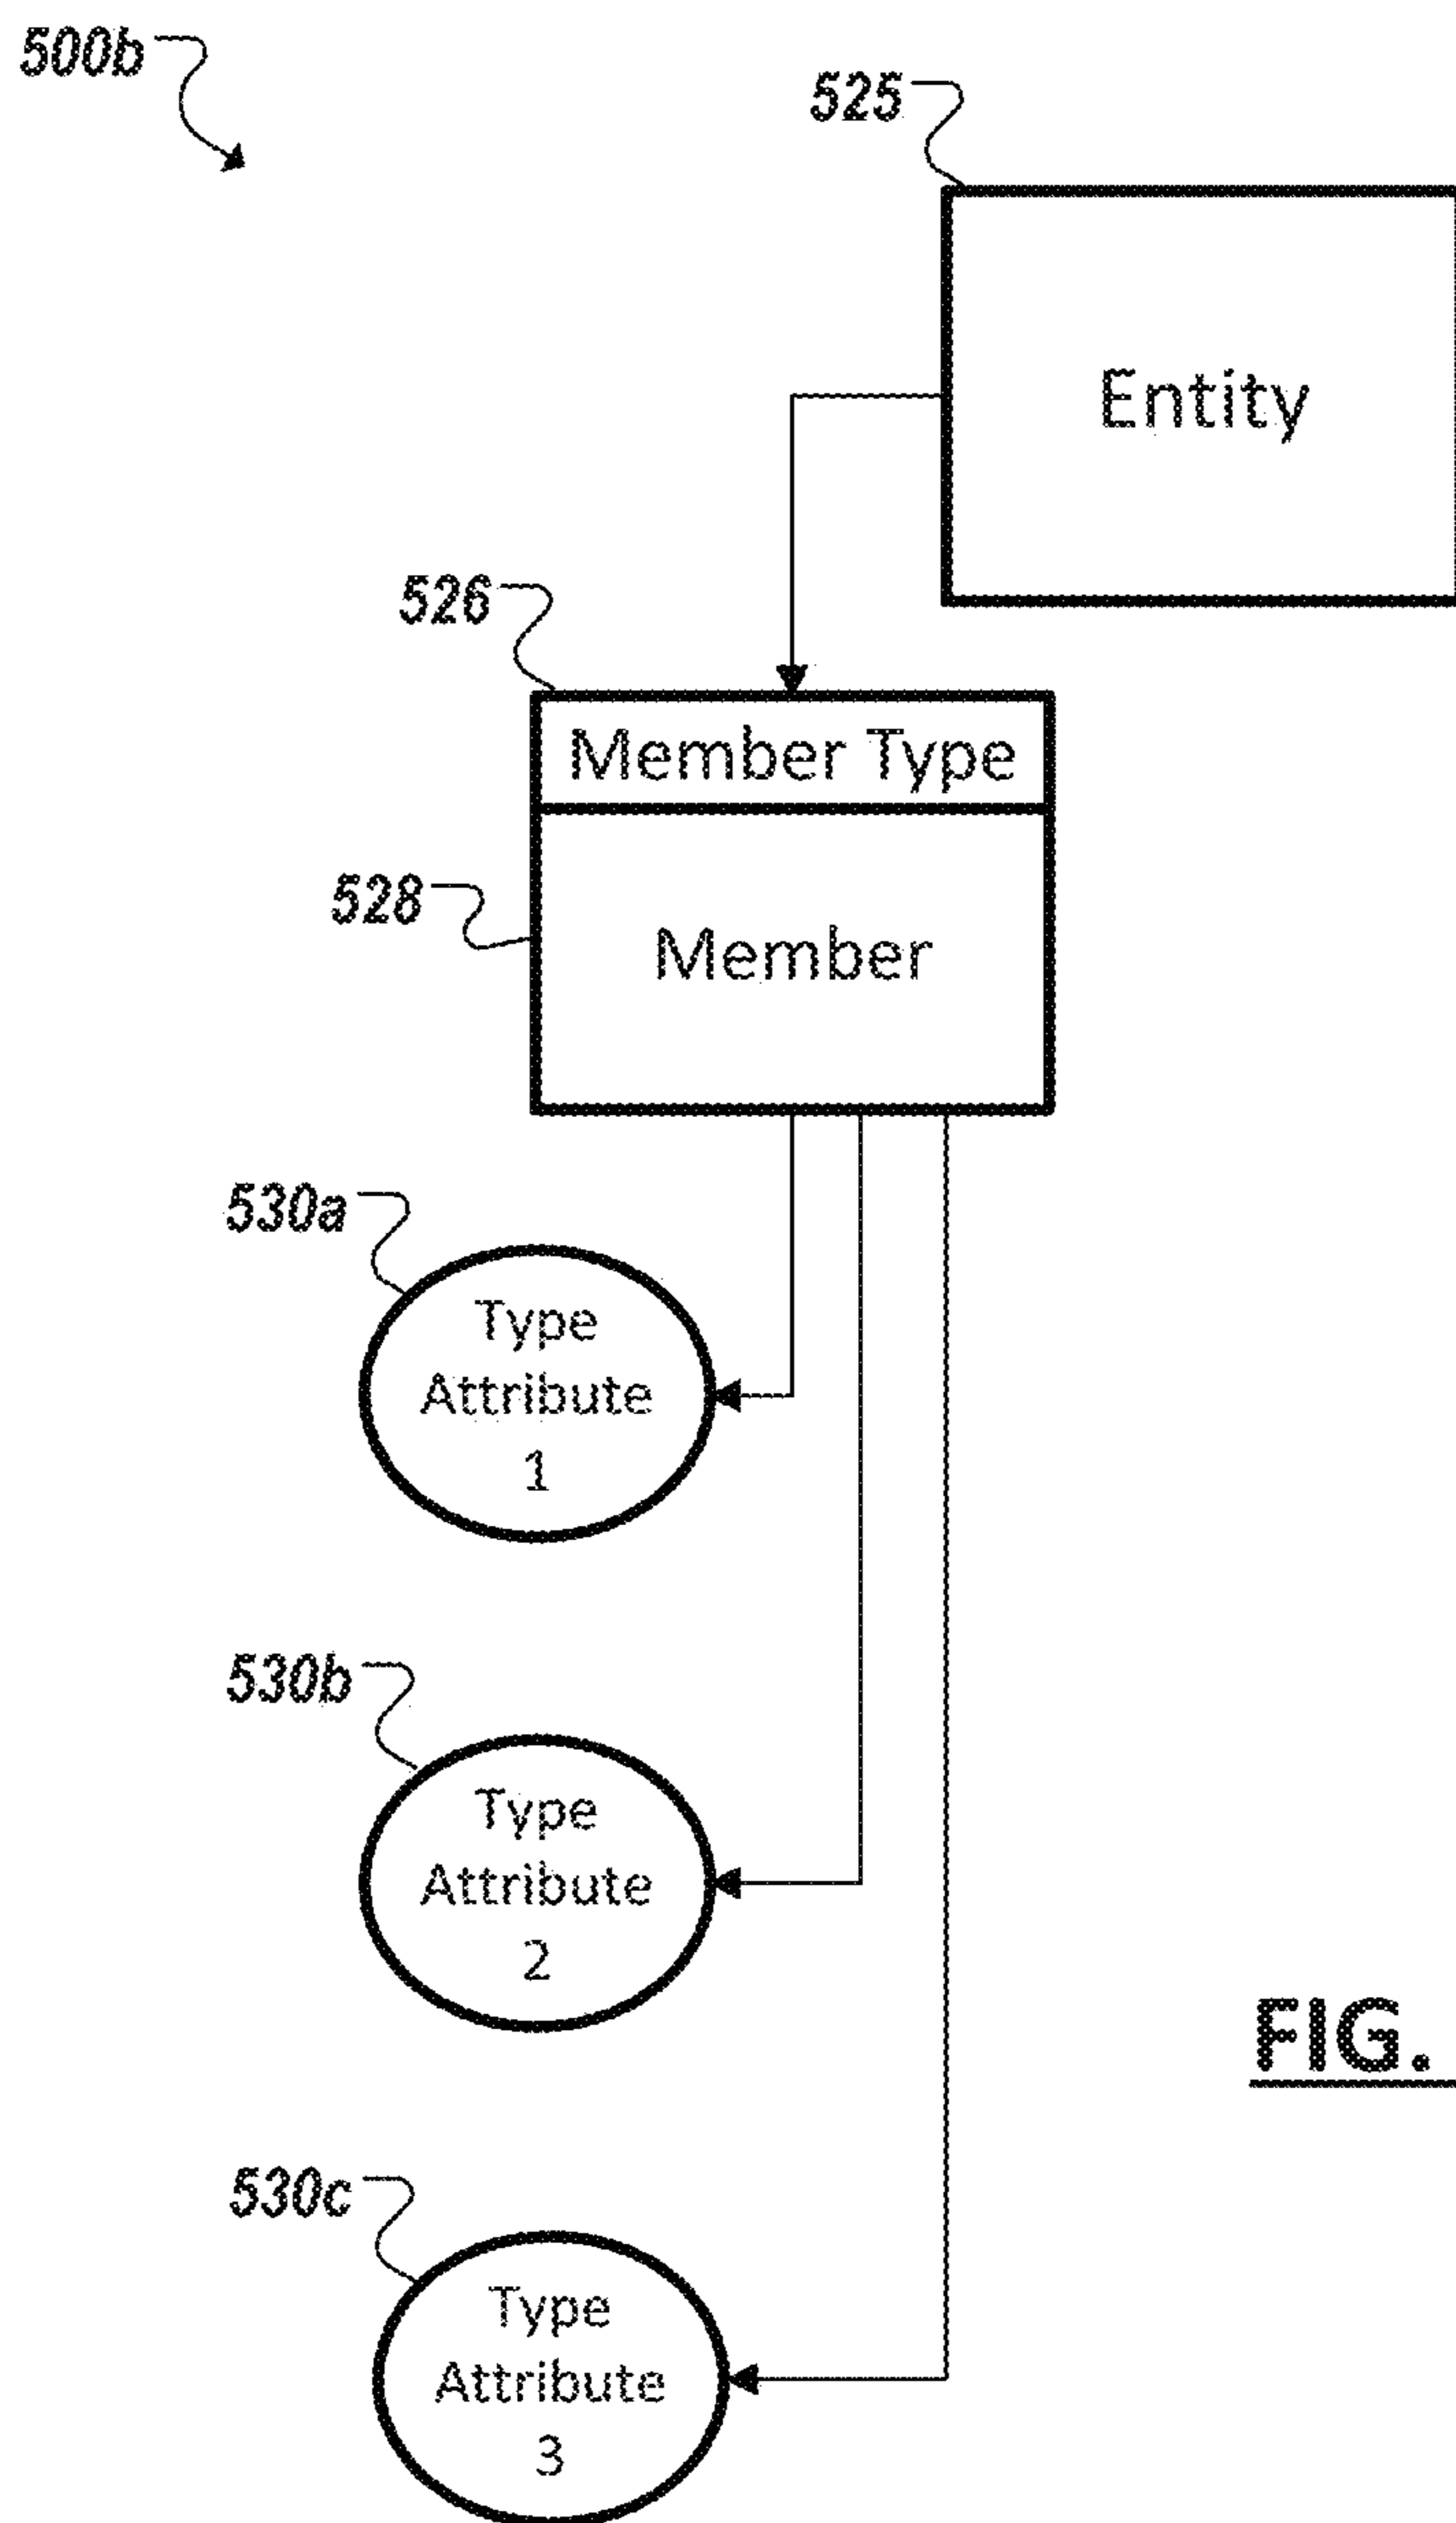 500b
525
Entity
526
Member Type
528
Member
530a
Type
Attribute
1
530b
Type
Attribute
2
FIG.
530c
Type
Attribute
3